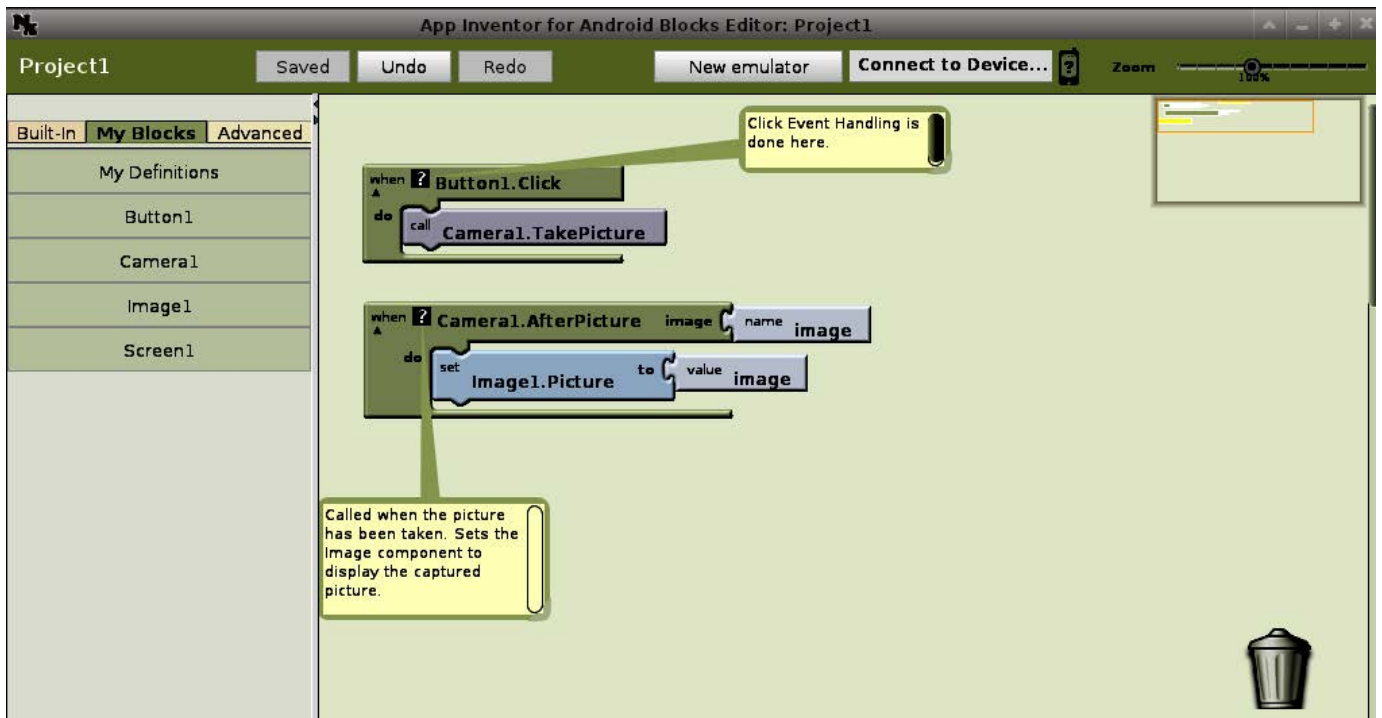 App Inventor for Android Blocks Editor: Project1
Project1
Saved
Undo
Redo
New emulator
Connect to Device...
?
Zoom
100%
Built-In
My Blocks
Advanced
My Definitions
Button1
Camera1
Image1
Screen1
Click Event Handling is
done here.
when ? Button1.Click
do
call Camera1.TakePicture
when ? Camera1.AfterPicture image name image
do
set Image1.Picture to value image
Called when the picture
has been taken. Sets the
Image component to
display the captured
picture.